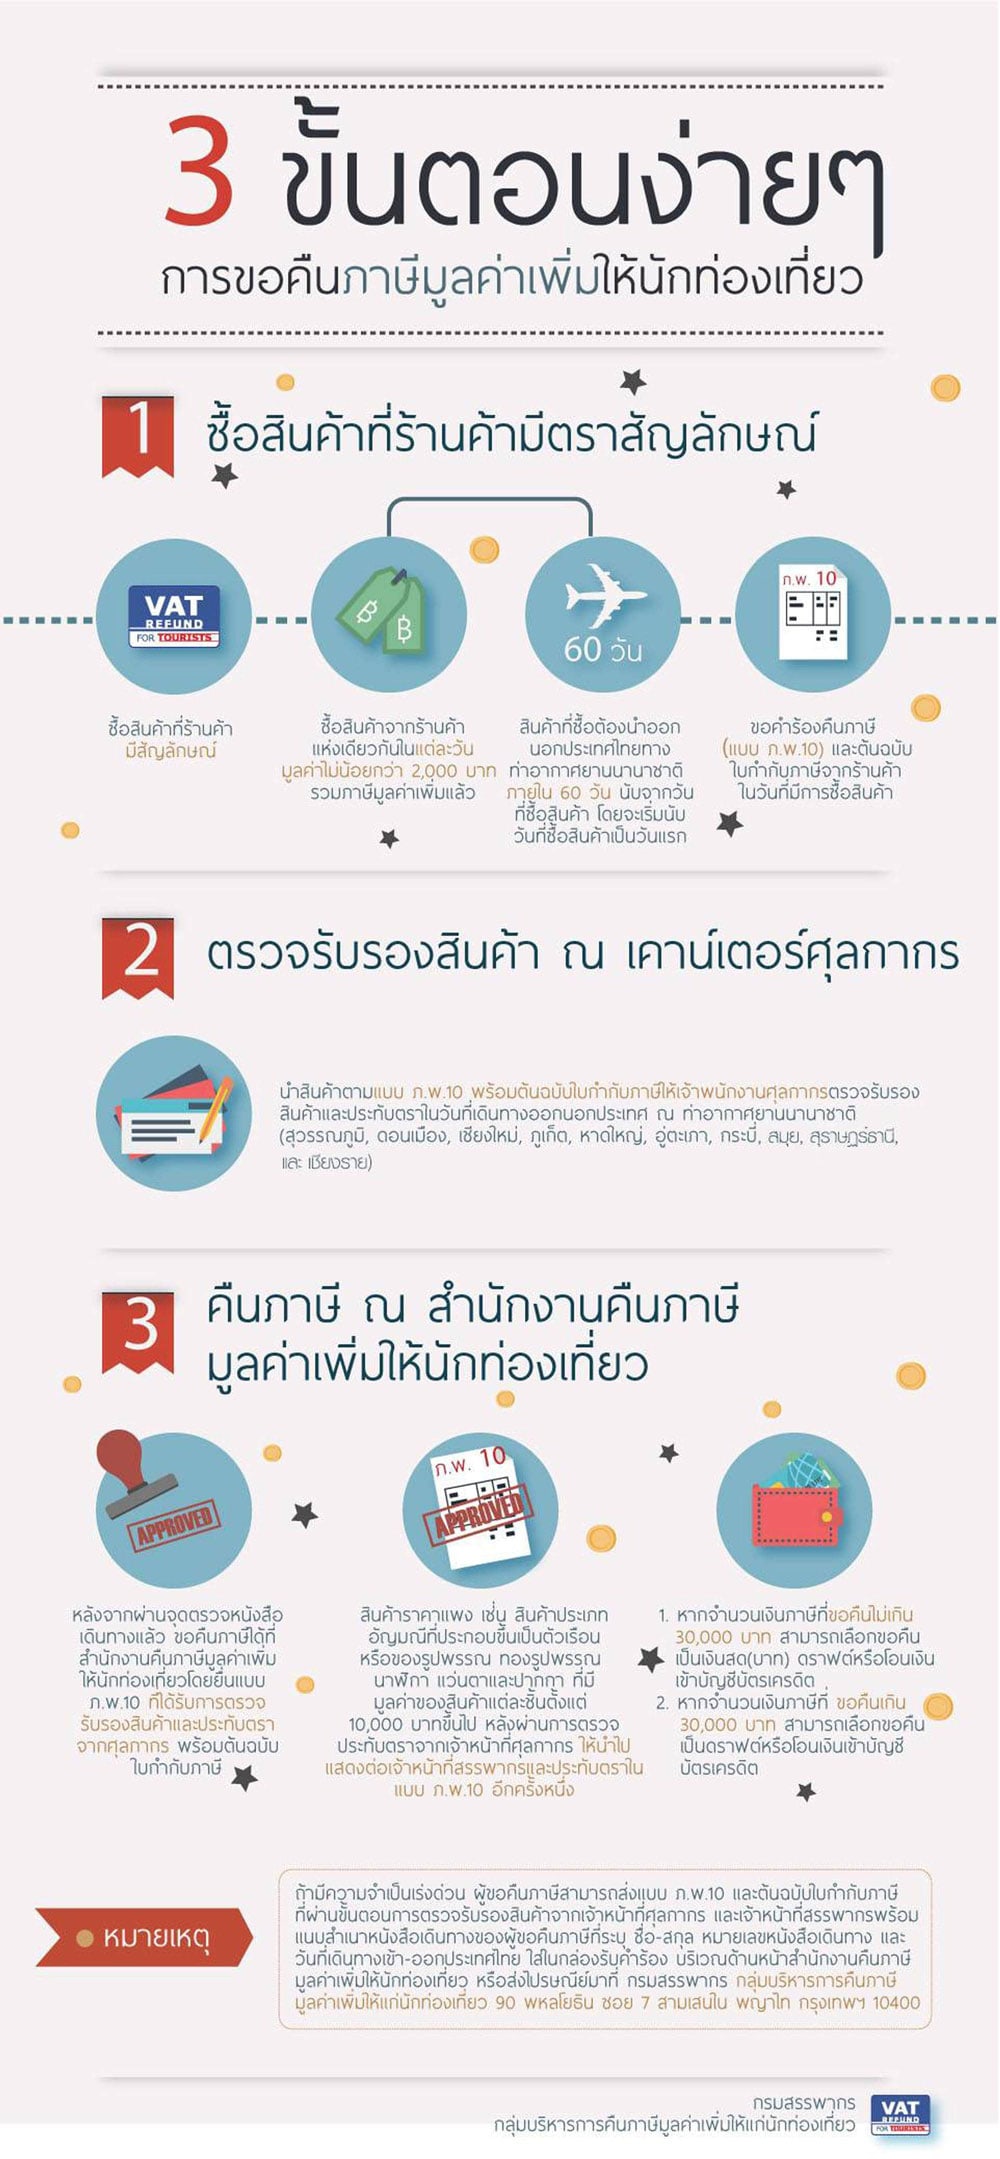 3 ขั้นตอนง่ายๆ
การขอคืนภาษีมูลค่าเพิ่มให้นักท่องเที่ยว
1 ซื้อสินค้าที่ร้านค้ามีตราสัญลักษณ์
VAT
REFUND
FOR TOURISTS
฿
฿
60 วัน
ภ.พ. 10
ซื้อสินค้าที่ร้านค้า
มีสัญลักษณ์
ซื้อสินค้าจากร้านค้า
แห่งเดียวกันในแต่ละวัน
มูลค่าไม่น้อยกว่า 2,000 บาท
รวมภาษีมูลค่าเพิ่มแล้ว
สินค้าที่ซื้อต้องนำออก
นอกประเทศไทยทาง
ท่าอากาศยานนานาชาติ
ภายใน 60 วัน นับจากวัน
ที่ซื้อสินค้า โดยจะเริ่มนับ
วันที่ซื้อสินค้าเป็นวันแรก
ขอคำร้องคืนภาษี
(แบบ ภ.พ.10) และต้นฉบับ
ใบกำกับภาษีจากร้านค้า
ในวันที่มีการซื้อสินค้า
2 ตรวจรับรองสินค้า ณ เคาน์เตอร์ศุลกากร
นำสินค้าตามแบบ ภ.พ.10 พร้อมต้นฉบับใบกำกับภาษีให้เจ้าพนักงานศุลกากรตรวจรับรอง
สินค้าและประทับตราในวันที่เดินทางออกนอกประเทศ ณ ท่าอากาศยานนานาชาติ
(สุวรรณภูมิ, ดอนเมือง, เชียงใหม่, ภูเก็ต, หาดใหญ่, อู่ตะเภา, กระบี่, สมุย, สุราษฎร์ธานี,
และ เชียงราย)
3 คืนภาษี ณ สำนักงานคืนภาษี
มูลค่าเพิ่มให้นักท่องเที่ยว
APPROVED
ภ.พ. 10
APPROVED
หลังจากผ่านจุดตรวจหนังสือ
เดินทางแล้ว ขอคืนภาษีได้ที่
สำนักงานคืนภาษีมูลค่าเพิ่ม
ให้นักท่องเที่ยวโดยยื่นแบบ
ภ.พ.10 ที่ได้รับการตรวจ
รับรองสินค้าและประทับตรา
จากศุลกากร พร้อมต้นฉบับ
ใบกำกับภาษี
สินค้าราคาแพง เช่น สินค้าประเภท
อัญมณีที่ประกอบขึ้นเป็นตัวเรือน
หรือของรูปพรรณ ทองรูปพรรณ
นาฬิกา แว่นตาและปากกา ที่มี
มูลค่าของสินค้าแต่ละชิ้นตั้งแต่
10,000 บาทขึ้นไป หลังผ่านการตรวจ
ประทับตราจากเจ้าหน้าที่ศุลกากร ให้นำไป
แสดงต่อเจ้าหน้าที่สรรพากรและประทับตราใน
แบบ ภ.พ.10 อีกครั้งหนึ่ง
1. หากจำนวนเงินภาษีที่ขอคืนไม่เกิน
30,000 บาท สามารถเลือกขอคืน
เป็นเงินสด(บาท) ดราฟต์หรือโอนเงิน
เข้าบัญชีบัตรเครดิต
2. หากจำนวนเงินภาษีที่ ขอคืนเกิน
30,000 บาท สามารถเลือกขอคืน
เป็นดราฟต์หรือโอนเงินเข้าบัญชี
บัตรเครดิต
หมายเหตุ
ถ้ามีความจำเป็นเร่งด่วน ผู้ขอคืนภาษีสามารถส่งแบบ ภ.พ.10 และต้นฉบับใบกำกับภาษี
ที่ผ่านขั้นตอนการตรวจรับรองสินค้าจากเจ้าหน้าที่ศุลกากร และเจ้าหน้าที่สรรพากรพร้อม
แนบสำเนาหนังสือเดินทางของผู้ขอคืนภาษีที่ระบุ ชื่อ-สกุล หมายเลขหนังสือเดินทาง และ
วันที่เดินทางเข้า-ออกประเทศไทย ใส่ในกล่องรับคำร้อง บริเวณด้านหน้าสำนักงานคืนภาษี
มูลค่าเพิ่มให้นักท่องเที่ยว หรือส่งไปรษณีย์มาที่ กรมสรรพากร กลุ่มบริหารการคืนภาษี
มูลค่าเพิ่มให้แก่นักท่องเที่ยว 90 พหลโยธิน ซอย 7 สามเสนใน พญาไท กรุงเทพฯ 10400
กรมสรรพากร
กลุ่มบริหารการคืนภาษีมูลค่าเพิ่มให้แก่นักท่องเที่ยว
VAT
REFUND
FOR TOURISTS